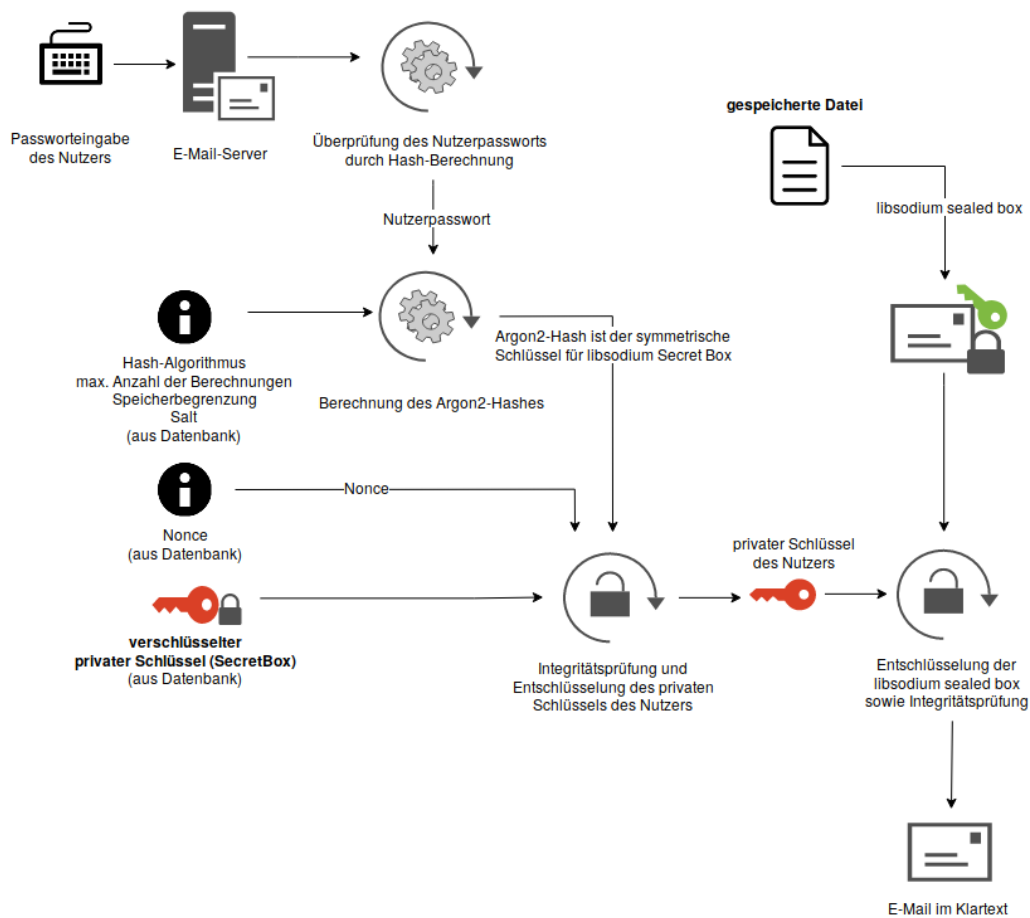 Passworteingabe
des Nutzers
E-Mail-Server
Überprüfung des Nutzerpassworts
durch Hash-Berechnung
gespeicherte Datei
libsodium sealed box
Nutzerpasswort
Hash-Algorithmus
max. Anzahl der Berechnungen
Speicherbegrenzung
Salt
(aus Datenbank)
Berechnung des Argon2-Hashes
Argon2-Hash ist der symmetrische
Schlüssel für libsodium Secret Box
Nonce
Nonce
(aus Datenbank)
verschlüsselter
privater Schlüssel (SecretBox)
(aus Datenbank)
Integritätsprüfung und
Entschlüsselung des privaten
Schlüssels des Nutzers
privater Schlüssel
des Nutzers
Entschlüsselung der
libsodium sealed box
sowie Integritätsprüfung
E-Mail im Klartext